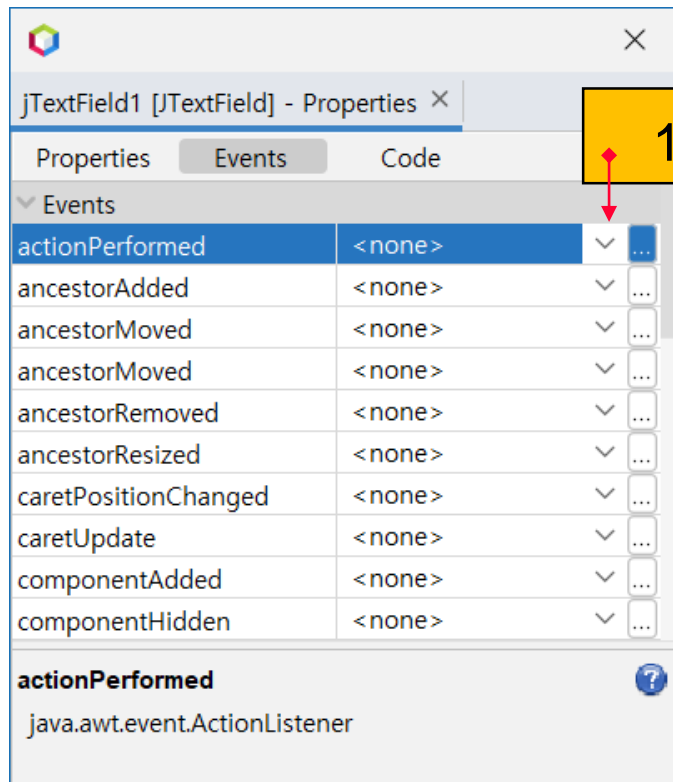 jTextField1 [JTextField] - Properties
1
Properties Events Code
Events
actionPerformed <none> ...
ancestorAdded <none> ...
ancestorMoved <none> ...
ancestorMoved <none> ...
ancestorRemoved <none> ...
ancestorResized <none> ...
caretPositionChanged <none> ...
caretUpdate <none> ...
componentAdded <none> ...
componentHidden <none> ...
actionPerformed ?
java.awt.event.ActionListener